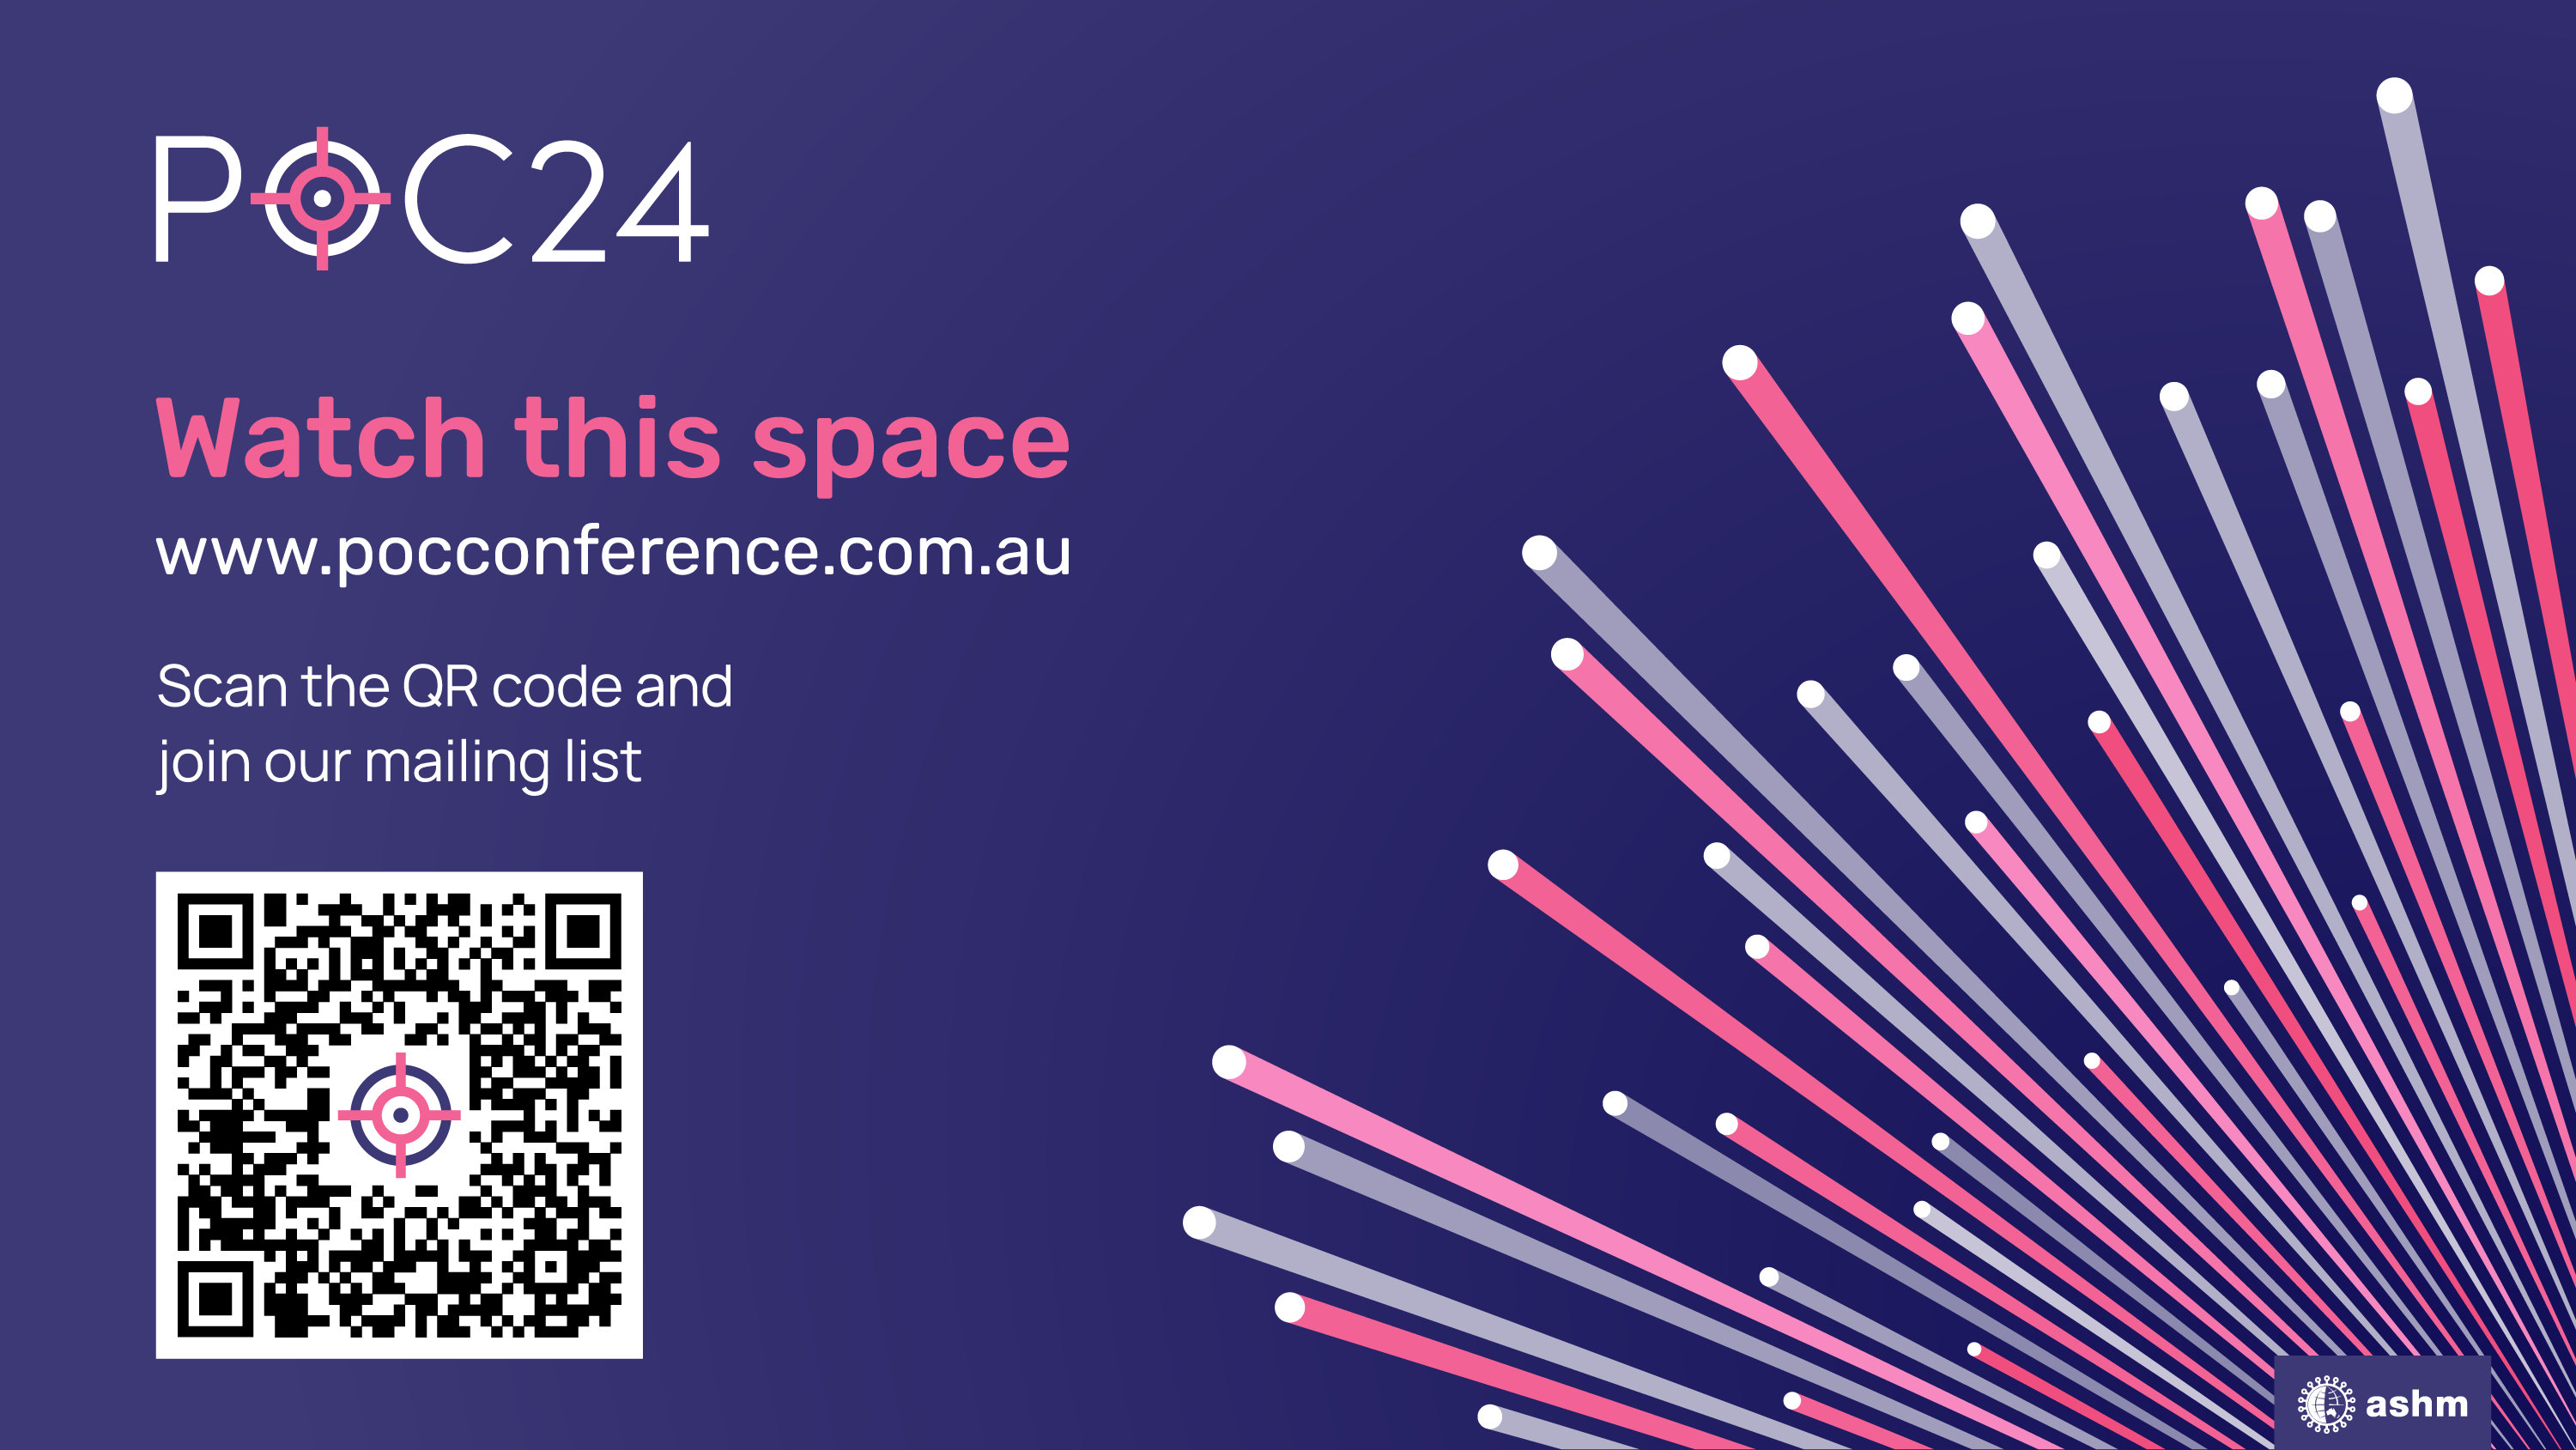 POC24
Watch this space
www.pocconference.com.au
Scan the QR code and
join our mailing list
ashm